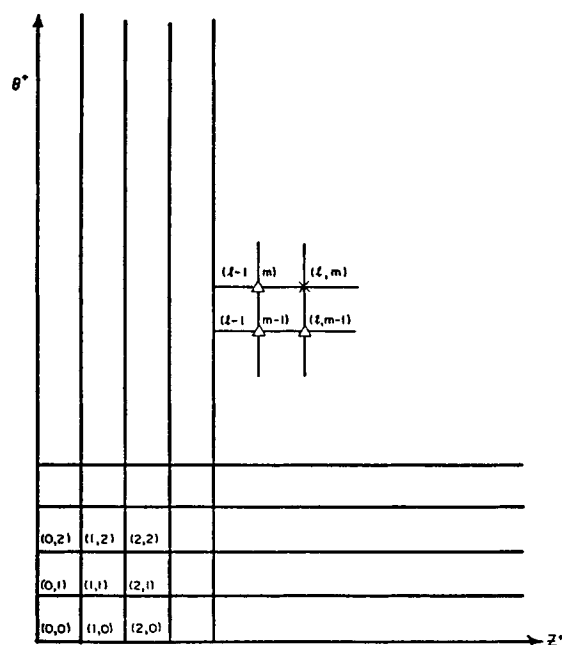 θ⁺
(ℓ-1 m) (ℓ,m)
(ℓ-1 m-1) (ℓ,m-1)
(0,2) (1,2) (2,2)
(0,1) (1,1) (2,1)
(0,0) (1,0) (2,0)
Z⁺